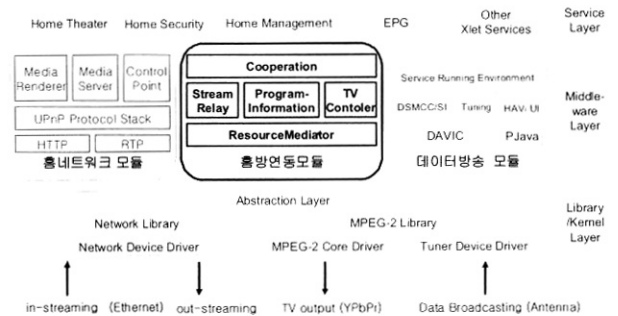 Home Theater Home Security Home Management EPG Other Xlet Services Service Layer
Media Renderer Media Server Control Point
UPnP Protocol Stack
HTTP RTP
홈네트워크 모듈
Cooperation
Stream Relay Program-Information TV Contoler
ResourceMediator
홈방연동모듈
Service Running Environment
DSMCC/SI Tuning HAVi UI
DAVIC PJava
데이터방송 모듈
Middle-ware Layer
Abstraction Layer
Network Library MPEG-2 Library
Network Device Driver MPEG-2 Core Driver Tuner Device Driver
Library /Kernel Layer
in-streaming (Ethernet) out-streaming TV output (YPbPr) Data Broadcasting (Antenna)